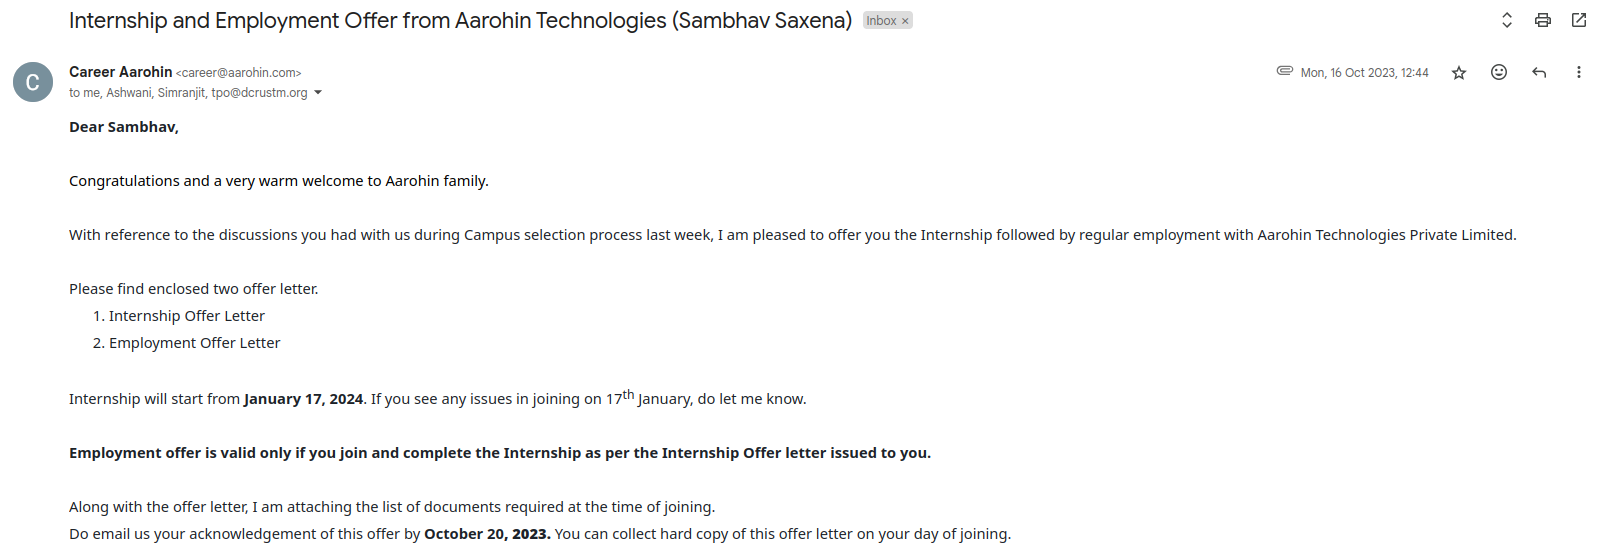 Internship and Employment Offer from Aarohin Technologies (Sambhav Saxena) Inbox ×
C
Career Aarohin <career@aarohin.com> Mon, 16 Oct 2023, 12:44
to me, Ashwani, Simranjit, tpo@dcrustm.org
Dear Sambhav,
Congratulations and a very warm welcome to Aarohin family.
With reference to the discussions you had with us during Campus selection process last week, I am pleased to offer you the Internship followed by regular employment with Aarohin Technologies Private Limited.
Please find enclosed two offer letter.
1. Internship Offer Letter
2. Employment Offer Letter
Internship will start from January 17, 2024. If you see any issues in joining on 17th January, do let me know.
Employment offer is valid only if you join and complete the Internship as per the Internship Offer letter issued to you.
Along with the offer letter, I am attaching the list of documents required at the time of joining.
Do email us your acknowledgement of this offer by October 20, 2023. You can collect hard copy of this offer letter on your day of joining.